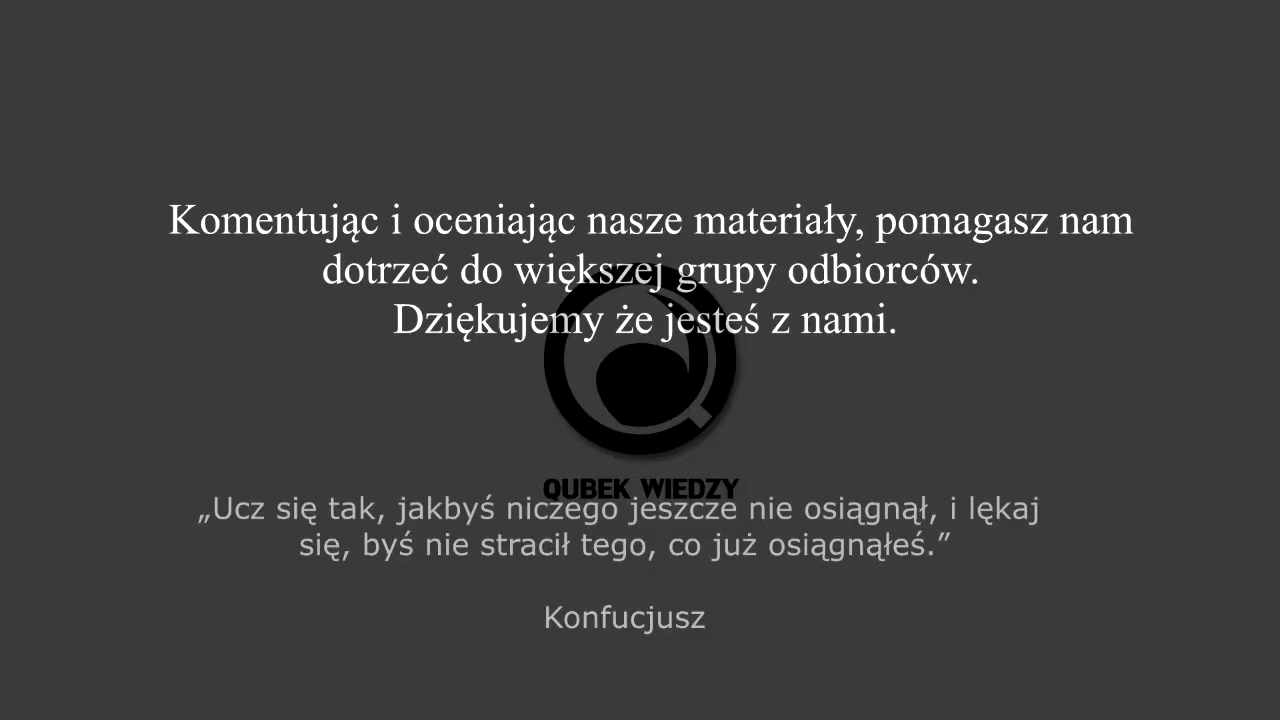 Komentując i oceniając nasze materiały, pomagasz nam
dotrzeć do większej grupy odbiorców.
Dziękujemy że jesteś z nami.
QUBEK WIEDZY
„Ucz się tak, jakbyś niczego jeszcze nie osiągnął, i lękaj
się, byś nie stracił tego, co już osiągnąłeś.”
Konfucjusz